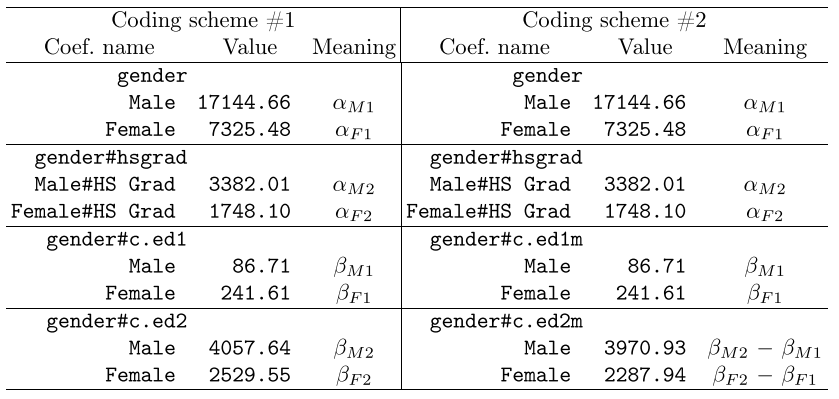 Coding scheme #1 Coding scheme #2
Coef. name Value Meaning Coef. name Value Meaning
gender gender
Male 17144.66 α_M1 Male 17144.66 α_M1
Female 7325.48 α_F1 Female 7325.48 α_F1
gender#hsgrad gender#hsgrad
Male#HS Grad 3382.01 α_M2 Male#HS Grad 3382.01 α_M2
Female#HS Grad 1748.10 α_F2 Female#HS Grad 1748.10 α_F2
gender#c.ed1 gender#c.ed1m
Male 86.71 β_M1 Male 86.71 β_M1
Female 241.61 β_F1 Female 241.61 β_F1
gender#c.ed2 gender#c.ed2m
Male 4057.64 β_M2 Male 3970.93 β_M2 − β_M1
Female 2529.55 β_F2 Female 2287.94 β_F2 − β_F1